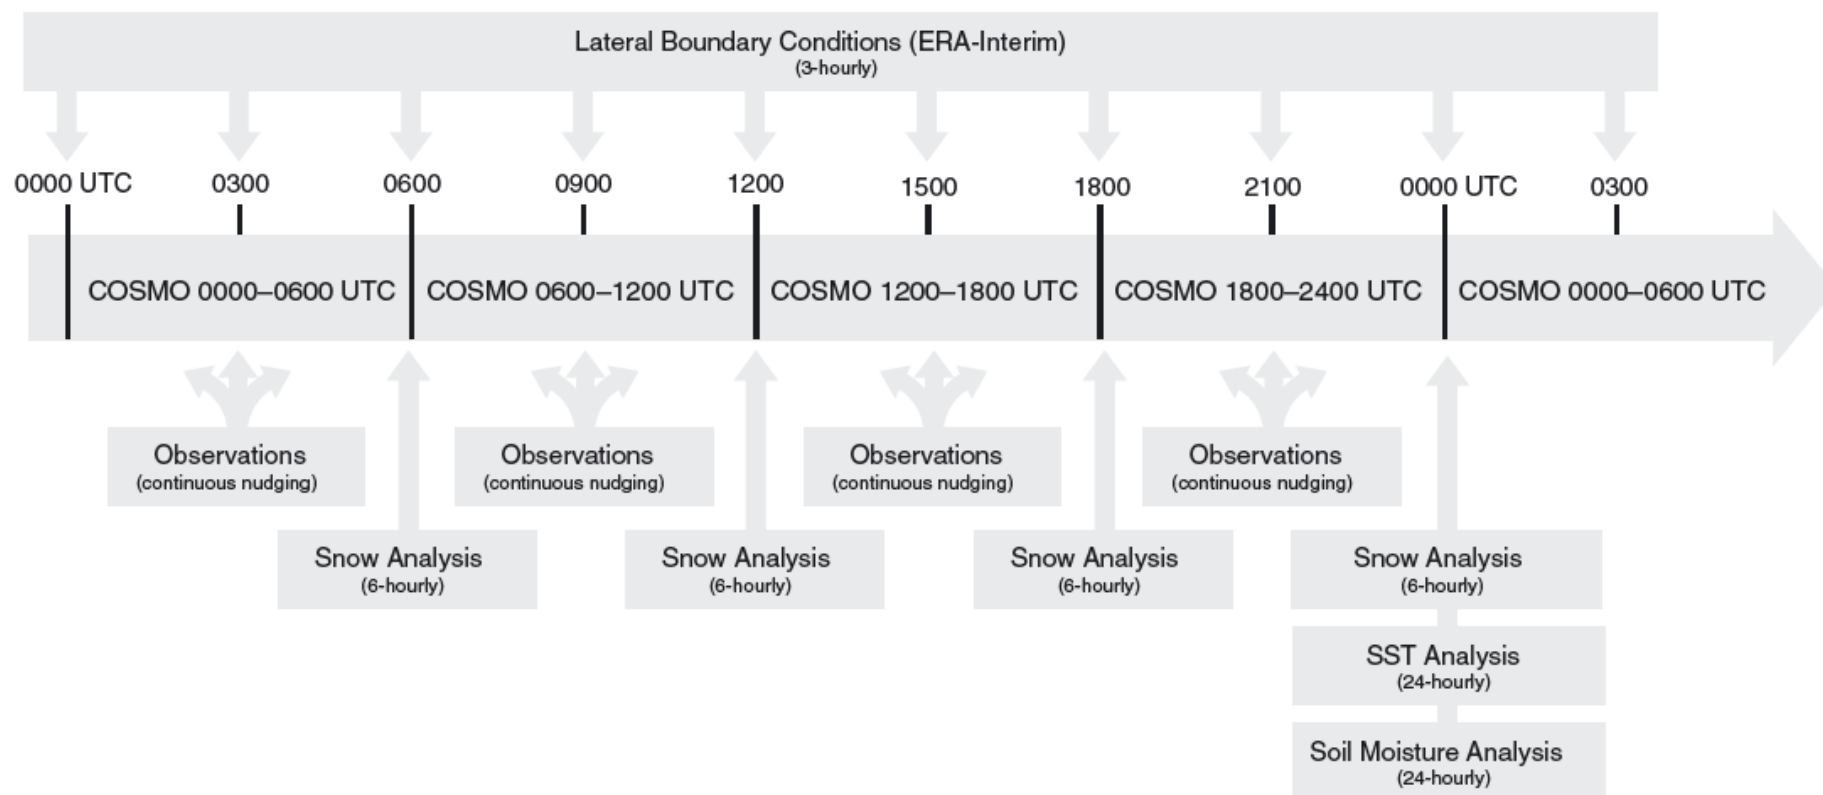 Lateral Boundary Conditions (ERA-Interim)
(3-hourly)
0000 UTC 0300 0600 0900 1200 1500 1800 2100 0000 UTC 0300
COSMO 0000–0600 UTC COSMO 0600–1200 UTC COSMO 1200–1800 UTC COSMO 1800–2400 UTC COSMO 0000–0600 UTC
Observations
(continuous nudging)
Observations
(continuous nudging)
Observations
(continuous nudging)
Observations
(continuous nudging)
Snow Analysis
(6-hourly)
Snow Analysis
(6-hourly)
Snow Analysis
(6-hourly)
Snow Analysis
(6-hourly)
SST Analysis
(24-hourly)
Soil Moisture Analysis
(24-hourly)